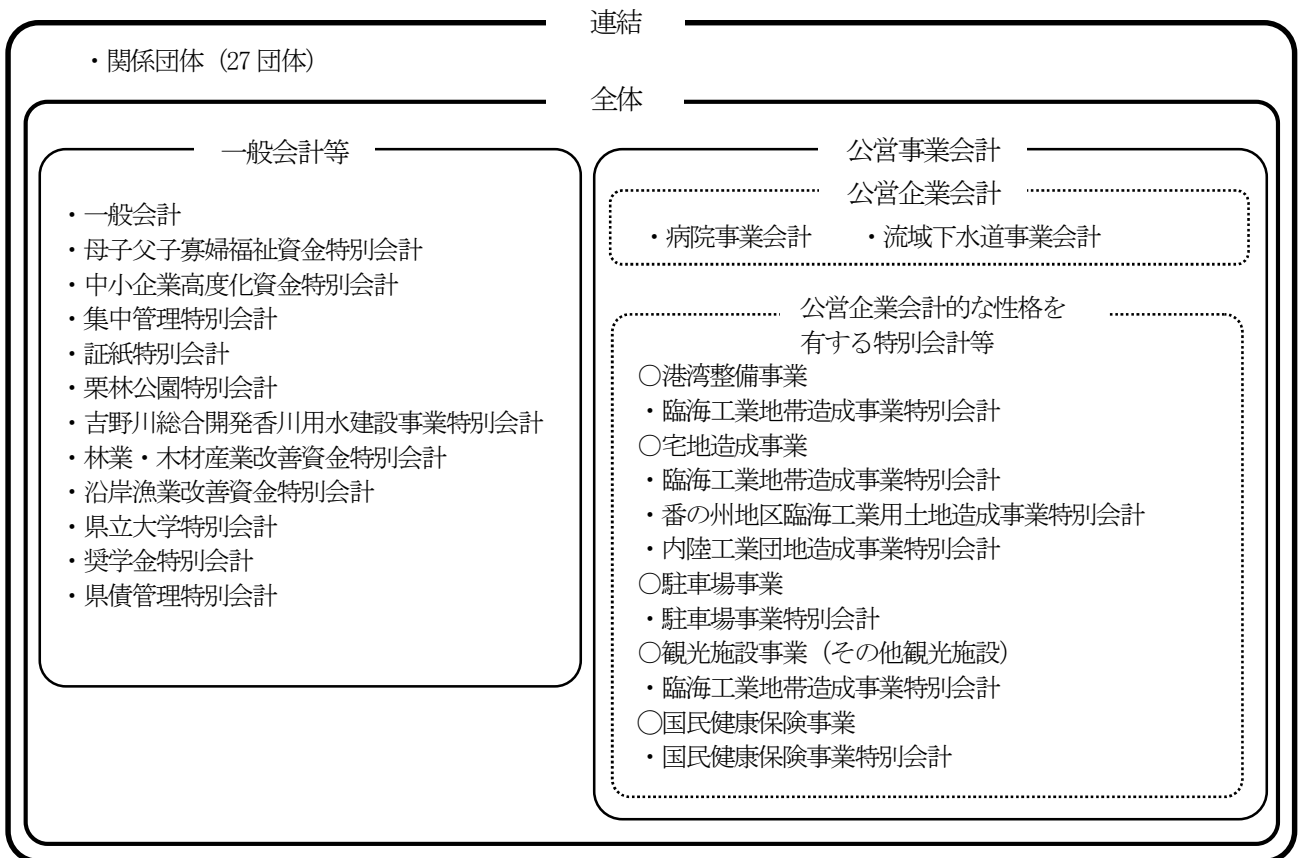 連結
・関係団体（27 団体）
全体
一般会計等
・一般会計
・母子父子寡婦福祉資金特別会計
・中小企業高度化資金特別会計
・集中管理特別会計
・証紙特別会計
・栗林公園特別会計
・吉野川総合開発香川用水建設事業特別会計
・林業・木材産業改善資金特別会計
・沿岸漁業改善資金特別会計
・県立大学特別会計
・奨学金特別会計
・県債管理特別会計
公営事業会計
公営企業会計
・病院事業会計　　・流域下水道事業会計
公営企業会計的な性格を
有する特別会計等
○港湾整備事業
・臨海工業地帯造成事業特別会計
○宅地造成事業
・臨海工業地帯造成事業特別会計
・番の州地区臨海工業用土地造成事業特別会計
・内陸工業団地造成事業特別会計
○駐車場事業
・駐車場事業特別会計
○観光施設事業（その他観光施設）
・臨海工業地帯造成事業特別会計
○国民健康保険事業
・国民健康保険事業特別会計